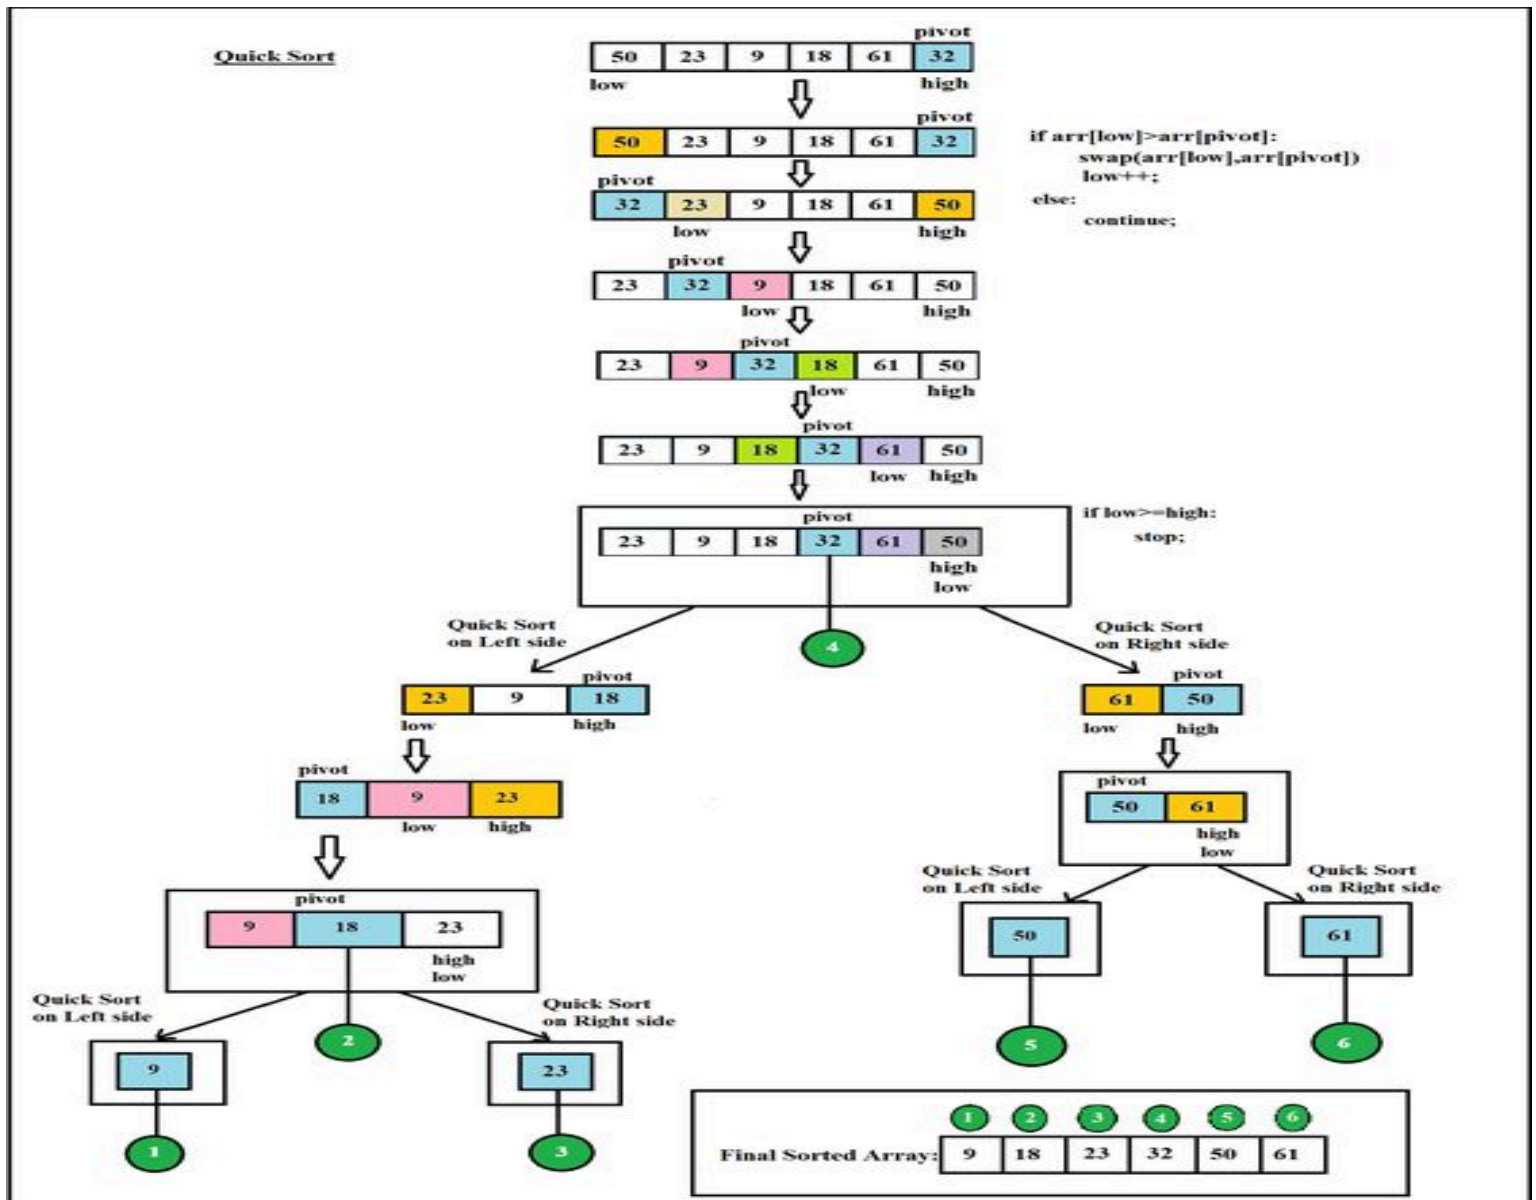 Quick Sort
pivot
50 23 9 18 61 32
low high
pivot
50 23 9 18 61 32
if arr[low]>arr[pivot]:
swap(arr[low],arr[pivot])
low++;
else:
continue;
pivot
32 23 9 18 61 50
low high
pivot
23 32 9 18 61 50
low high
pivot
23 9 32 18 61 50
low high
pivot
23 9 18 32 61 50
low high
if low>=high:
stop;
pivot
23 9 18 32 61 50
high
low
Quick Sort
on Left side
4
Quick Sort
on Right side
pivot
23 9 18
low high
pivot
61 50
low high
pivot
18 9 23
low high
pivot
50 61
high
low
Quick Sort
on Left side
Quick Sort
on Right side
50
61
pivot
9 18 23
high
low
Quick Sort
on Left side
2
Quick Sort
on Right side
5
6
9
23
1
3
1 2 3 4 5 6
Final Sorted Array: 9 18 23 32 50 61